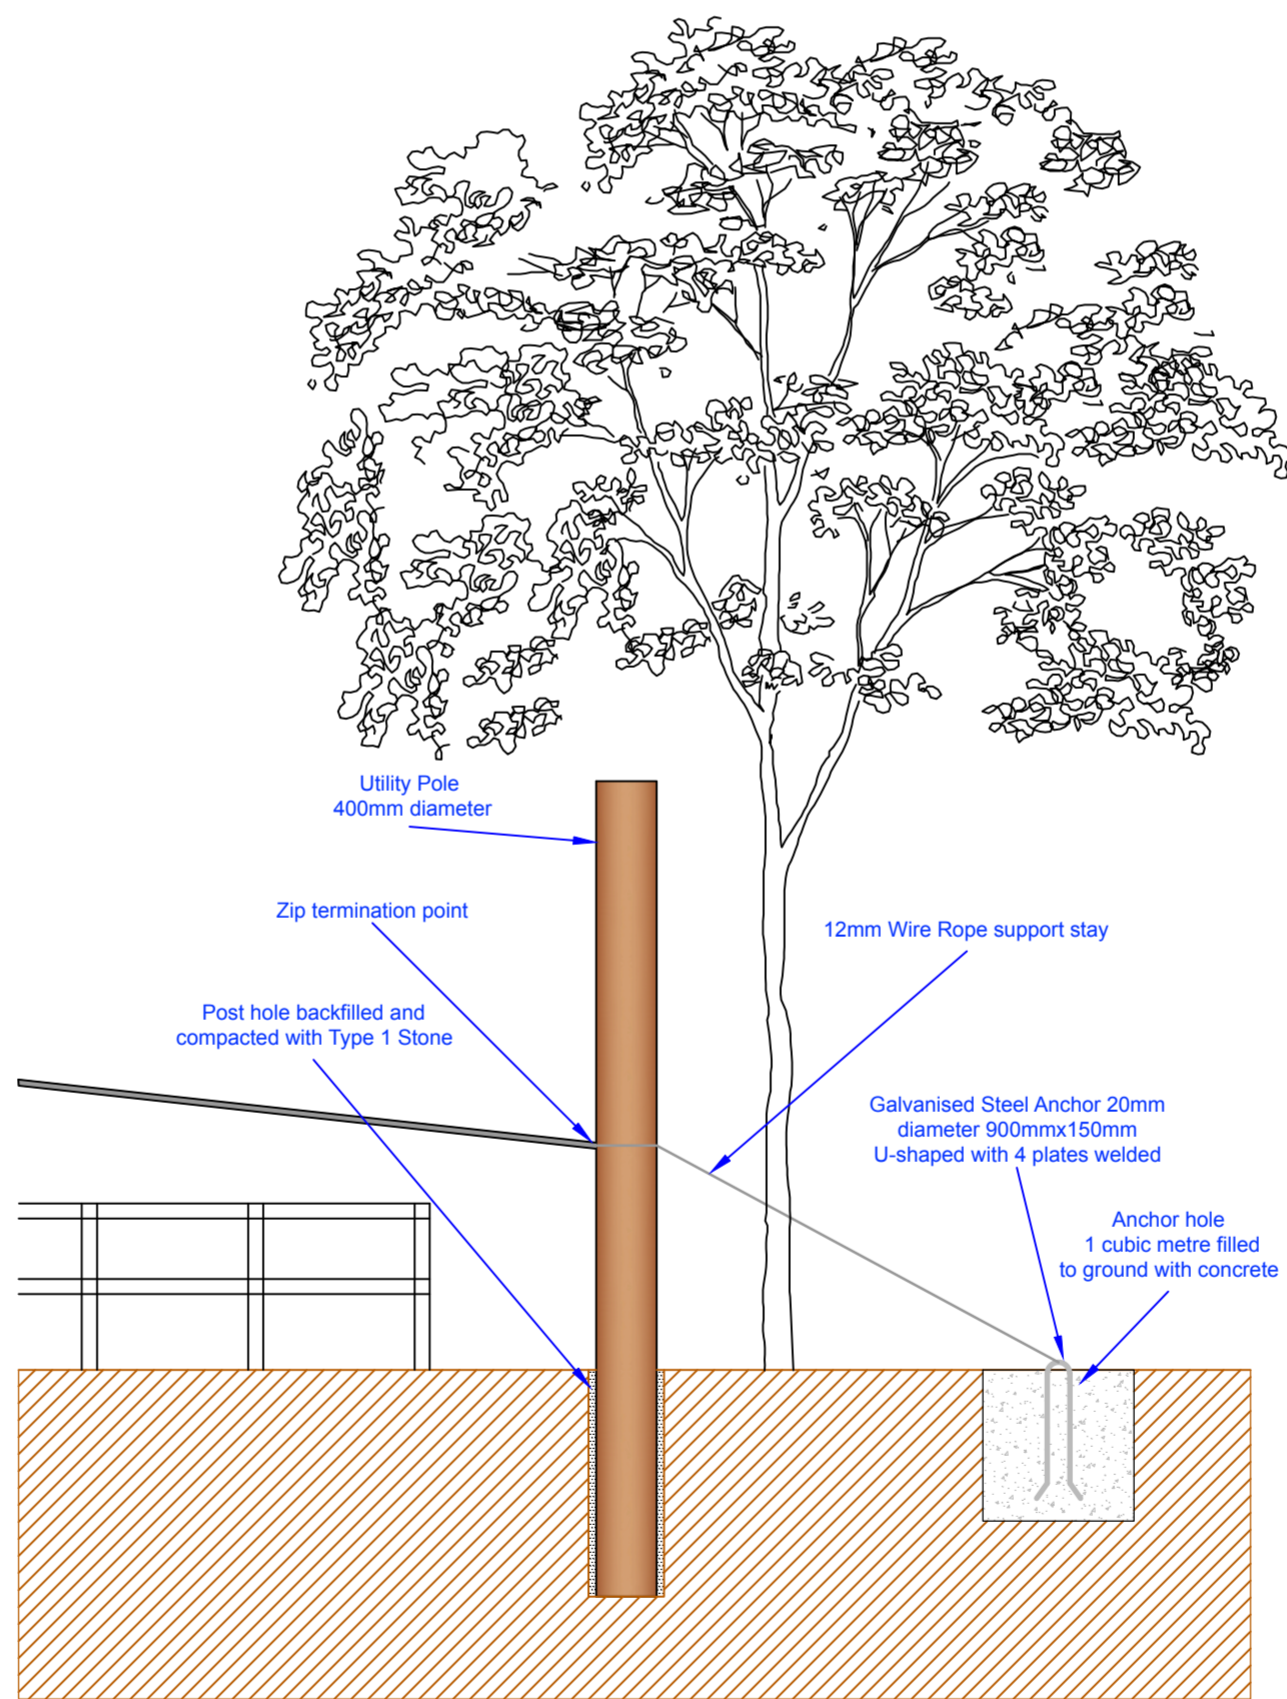 Utility Pole
400mm diameter
Zip termination point
12mm Wire Rope support stay
Post hole backfilled and
compacted with Type 1 Stone
Galvanised Steel Anchor 20mm
diameter 900mmx150mm
U-shaped with 4 plates welded
Anchor hole
1 cubic metre filled
to ground with concrete